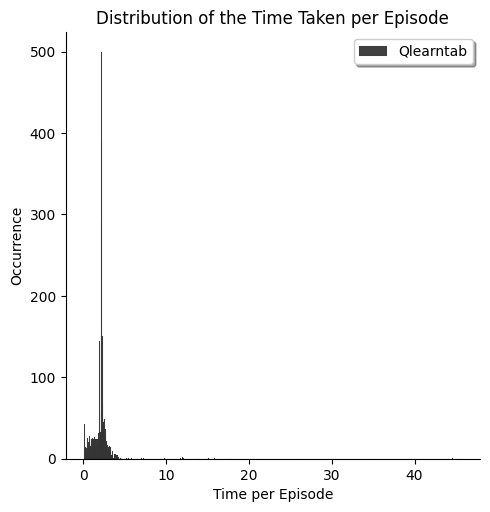 Distribution of the Time Taken per Episode
Qlearntab
500
400
300
200
100
0
Occurrence
0 10 20 30 40
Time per Episode